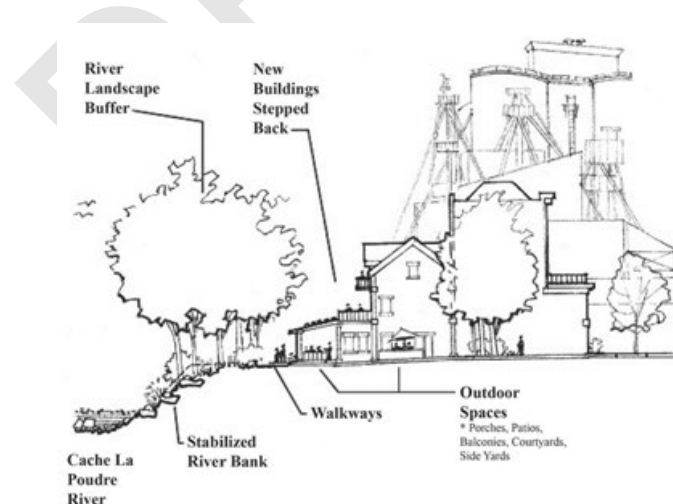 River
Landscape
Buffer
New
Buildings
Stepped
Back
Outdoor
Spaces
* Porches, Patios,
Balconies, Courtyards,
Side Yards
Walkways
Stabilized
River Bank
Cache La
Poudre
River